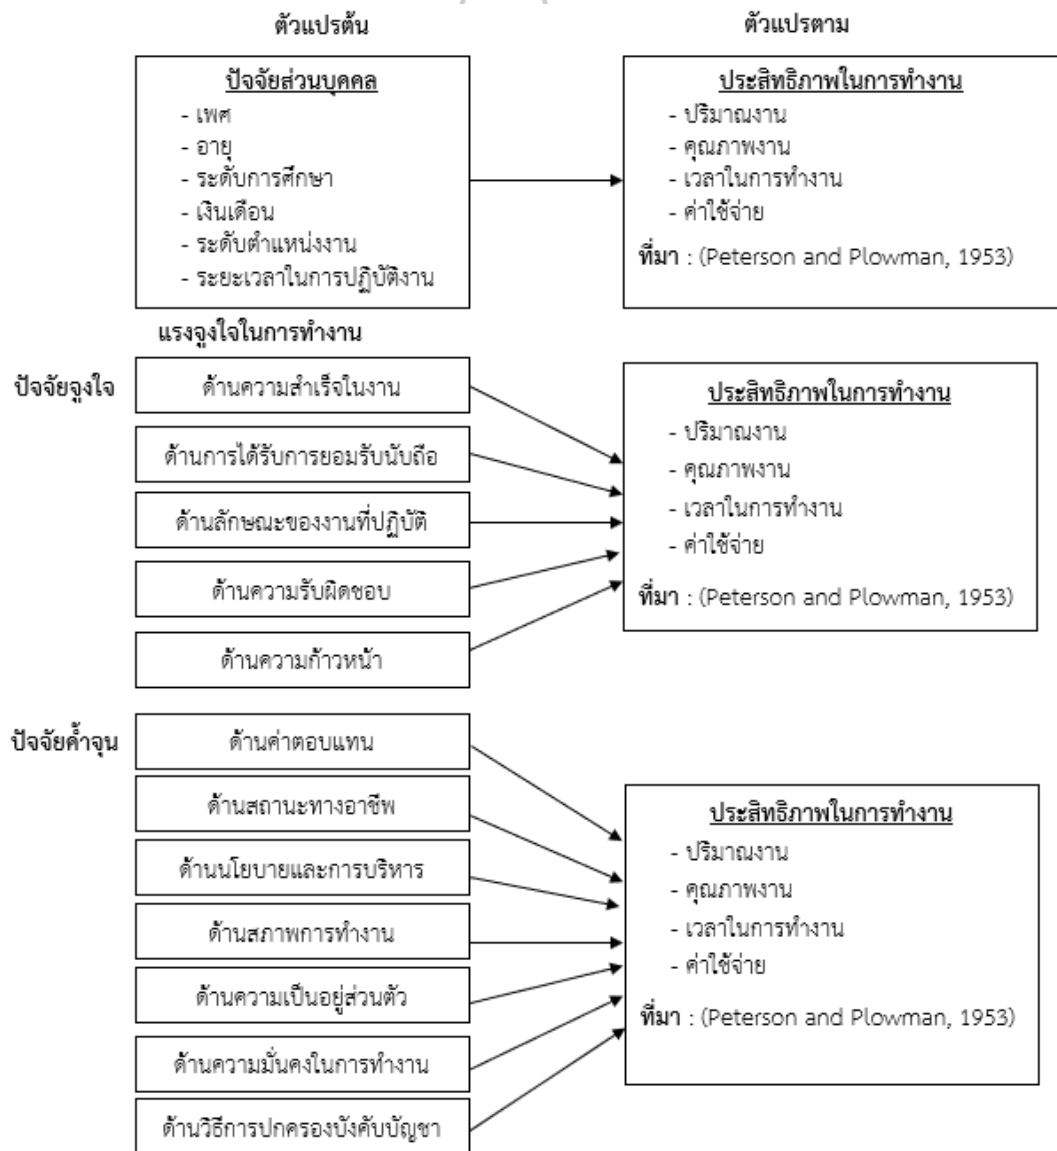 ตัวแปรต้น
ตัวแปรตาม
ปัจจัยส่วนบุคคล
- เพศ
- อายุ
- ระดับการศึกษา
- เงินเดือน
- ระดับตำแหน่งงาน
- ระยะเวลาในการปฏิบัติงาน
ประสิทธิภาพในการทำงาน
- ปริมาณงาน
- คุณภาพงาน
- เวลาในการทำงาน
- ค่าใช้จ่าย
ที่มา : (Peterson and Plowman, 1953)
แรงจูงใจในการทำงาน
ปัจจัยจูงใจ
ด้านความสำเร็จในงาน
ด้านการได้รับการยอมรับนับถือ
ด้านลักษณะของงานที่ปฏิบัติ
ด้านความรับผิดชอบ
ด้านความก้าวหน้า
ประสิทธิภาพในการทำงาน
- ปริมาณงาน
- คุณภาพงาน
- เวลาในการทำงาน
- ค่าใช้จ่าย
ที่มา : (Peterson and Plowman, 1953)
ปัจจัยค้ำจุน
ด้านค่าตอบแทน
ด้านสถานะทางอาชีพ
ด้านนโยบายและการบริหาร
ด้านสภาพการทำงาน
ด้านความเป็นอยู่ส่วนตัว
ด้านความมั่นคงในการทำงาน
ด้านวิธีการปกครองบังคับบัญชา
ประสิทธิภาพในการทำงาน
- ปริมาณงาน
- คุณภาพงาน
- เวลาในการทำงาน
- ค่าใช้จ่าย
ที่มา : (Peterson and Plowman, 1953)